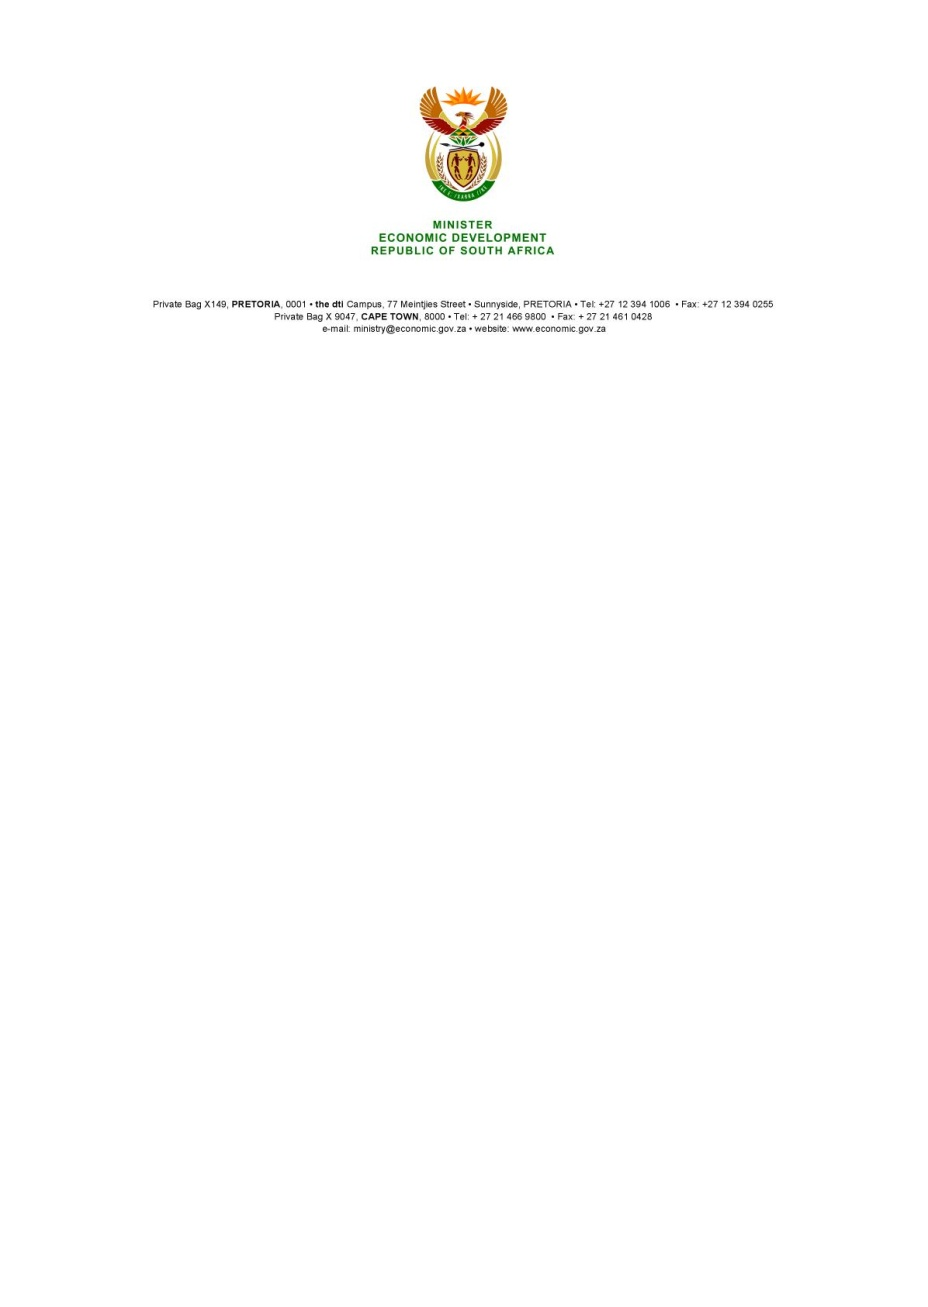 MINISTER
ECONOMIC DEVELOPMENT
REPUBLIC OF SOUTH AFRICA
Private Bag X149, PRETORIA, 0001 • the dti Campus, 77 Meintjies Street • Sunnyside, PRETORIA • Tel: +27 12 394 1006 • Fax: +27 12 394 0255
Private Bag X 9047, CAPE TOWN, 8000 • Tel: + 27 21 466 9800 • Fax: + 27 21 461 0428
e-mail: ministry@economic.gov.za • website: www.economic.gov.za